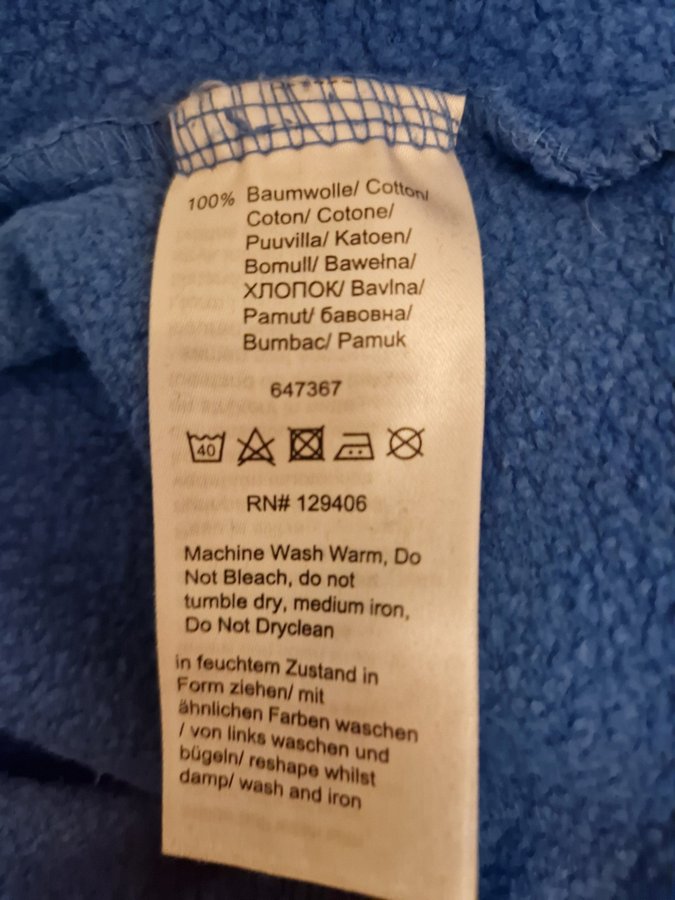 100% Baumwolle/ Cotton/
Coton/ Cotone/
Puuvilla/ Katoen/
Bomull/ Bawełna/
ХЛОПОК/ Bavlna/
Pamut/ бавовна/
Bumbac/ Pamuk
647367
40
RN# 129406
Machine Wash Warm, Do
Not Bleach, do not
tumble dry, medium iron,
Do Not Dryclean
in feuchtem Zustand in
Form ziehen/ mit
ähnlichen Farben waschen
/ von links waschen und
bügeln/ reshape whilst
damp/ wash and iron